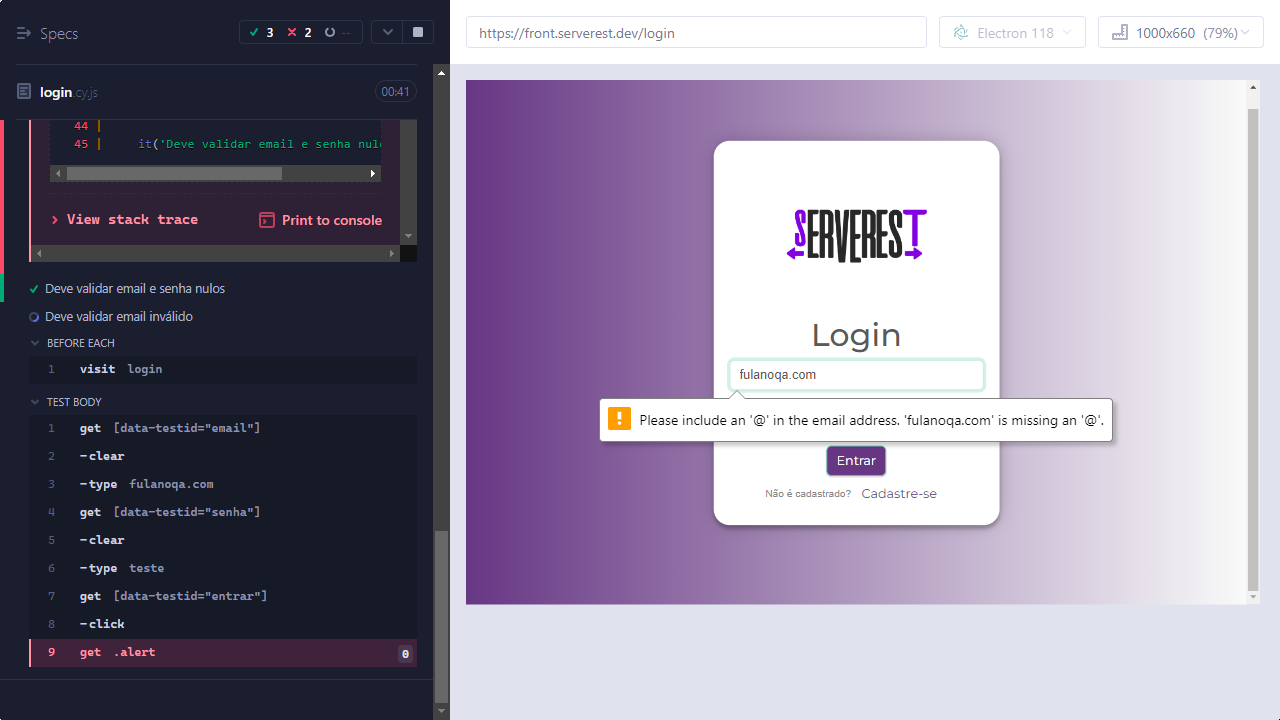 Specs
3
2
--
https://front.serverest.dev/login
Electron 118
1000x660 (79%)
login.cy.js
00:41
44 |
45 | it('Deve validar email e senha nul
View stack trace
Print to console
Deve validar email e senha nulos
Deve validar email inválido
BEFORE EACH
1 visit login
TEST BODY
1 get [data-testid="email"]
2 -clear
3 -type fulanoqa.com
4 get [data-testid="senha"]
5 -clear
6 -type teste
7 get [data-testid="entrar"]
8 -click
9 get .alert 0
SERVEREST
Login
fulanoqa.com
Please include an '@' in the email address. 'fulanoqa.com' is missing an '@'.
Entrar
Não é cadastrado? Cadastre-se